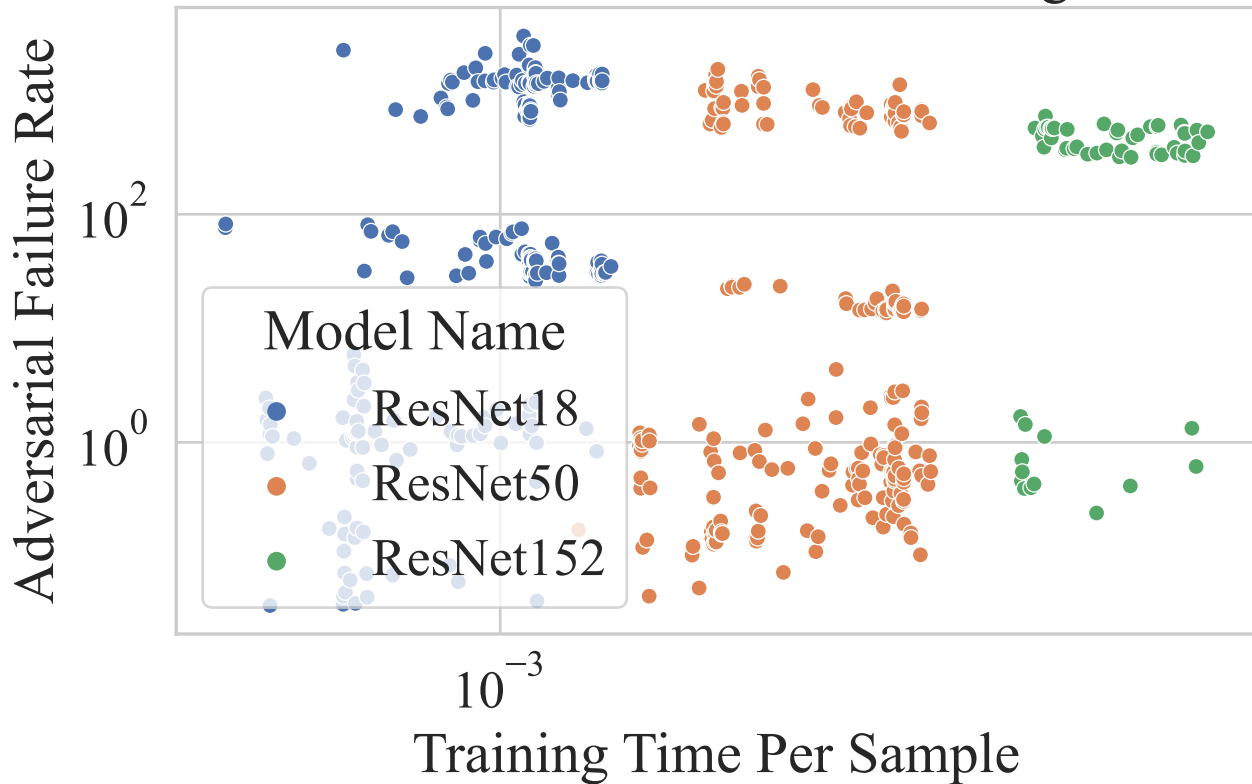 Adversarial Failure Rate
10^2
10^0
Model Name
ResNet18
ResNet50
ResNet152
10^−3
Training Time Per Sample